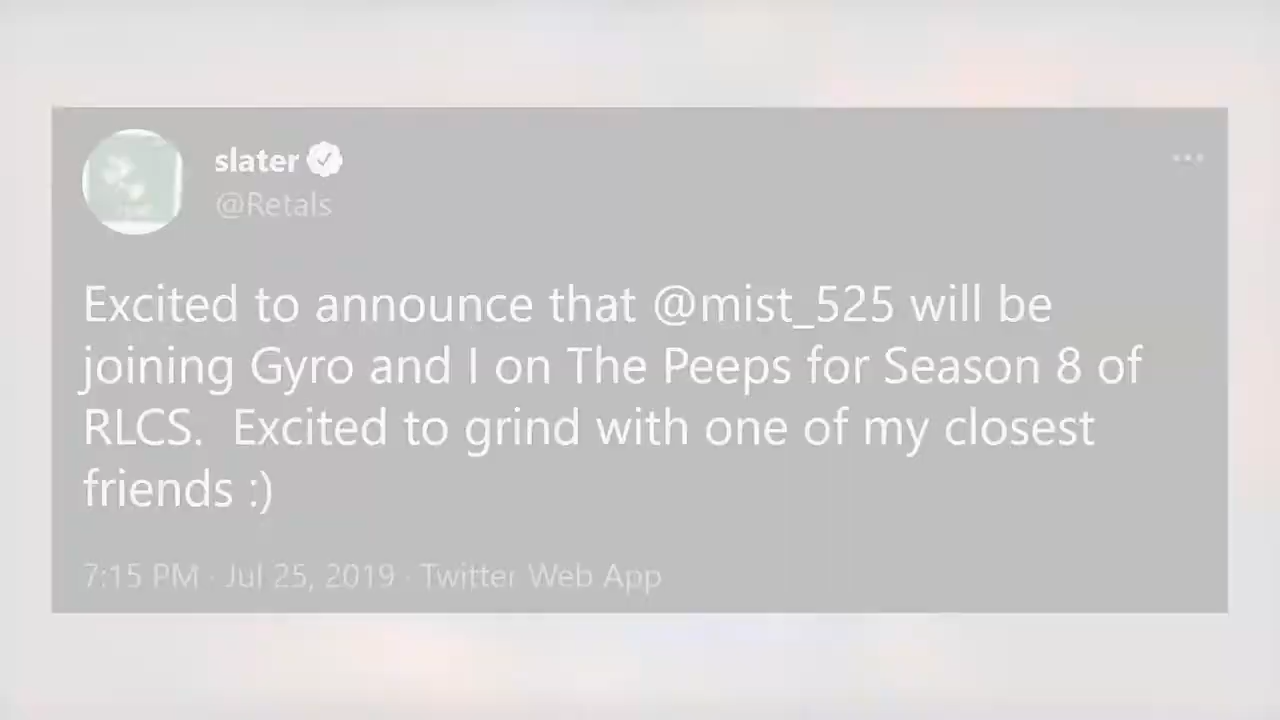 slater
@Retals
Excited to announce that @mist_525 will be
joining Gyro and I on The Peeps for Season 8 of
RLCS.  Excited to grind with one of my closest
friends :)
7:15 PM · Jul 25, 2019 · Twitter Web App